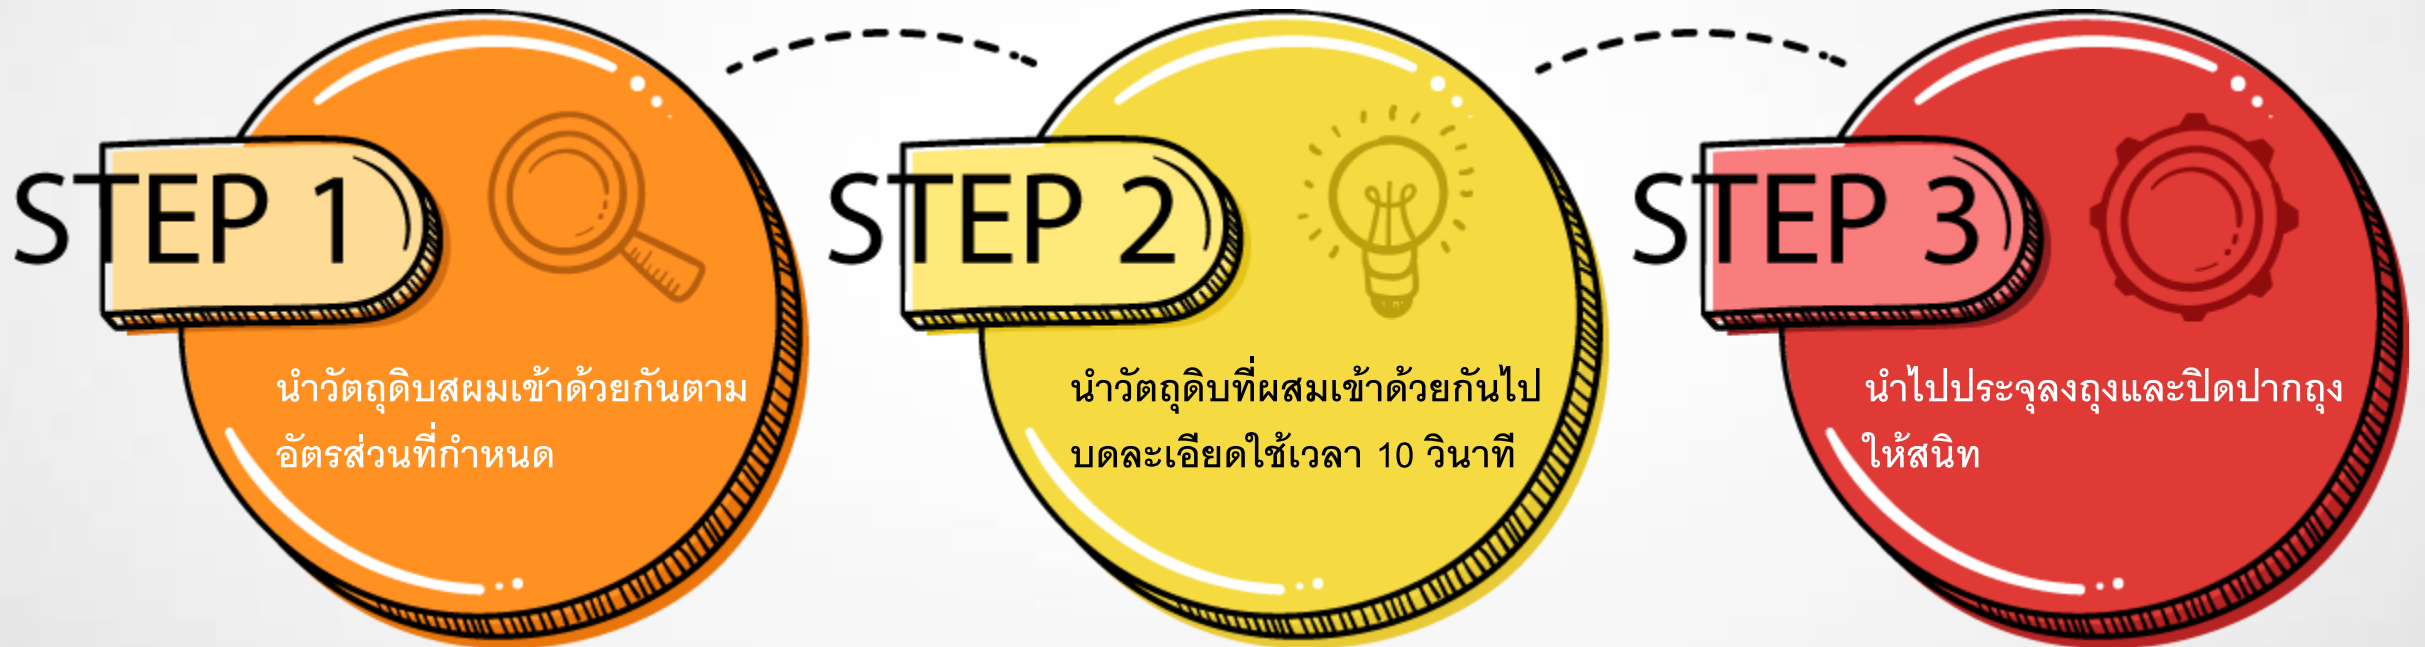 STEP 1
นำวัตถุดิบสผมเข้าด้วยกันตาม
อัตรส่วนที่กำหนด
STEP 2
นำวัตถุดิบที่ผสมเข้าด้วยกันไป
บดละเอียดใช้เวลา 10 วินาที
STEP 3
นำไปประจุลงถุงและปิดปากถุง
ให้สนิท